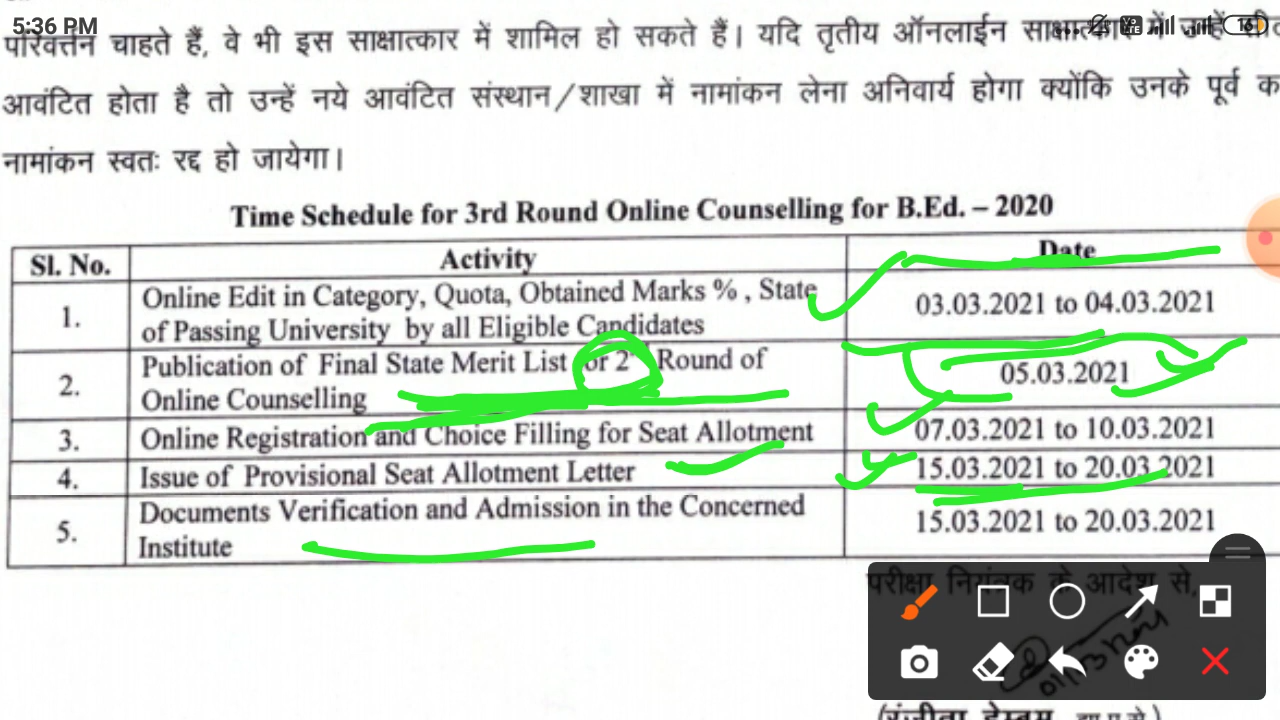 5:36 PM
परिवर्तन चाहते हैं, वे भी इस साक्षात्कार में शामिल हो सकते हैं। यदि तृतीय ऑनलाईन साक्षात्कार में उन्हें
आवंटित होता है तो उन्हें नये आवंटित संस्थान/शाखा में नामांकन लेना अनिवार्य होगा क्योंकि उनके पूर्व
नामांकन स्वतः रद्द हो जायेगा।
Time Schedule for 3rd Round Online Counselling for B.Ed. – 2020
Sl. No. Activity Date
1. Online Edit in Category, Quota, Obtained Marks % , State of Passing University by all Eligible Candidates 03.03.2021 to 04.03.2021
2. Publication of Final State Merit List for 2 Round of Online Counselling 05.03.2021
3. Online Registration and Choice Filling for Seat Allotment 07.03.2021 to 10.03.2021
4. Issue of Provisional Seat Allotment Letter 15.03.2021 to 20.03.2021
5. Documents Verification and Admission in the Concerned Institute 15.03.2021 to 20.03.2021
परीक्षा नियंत्रक के आदेश से,